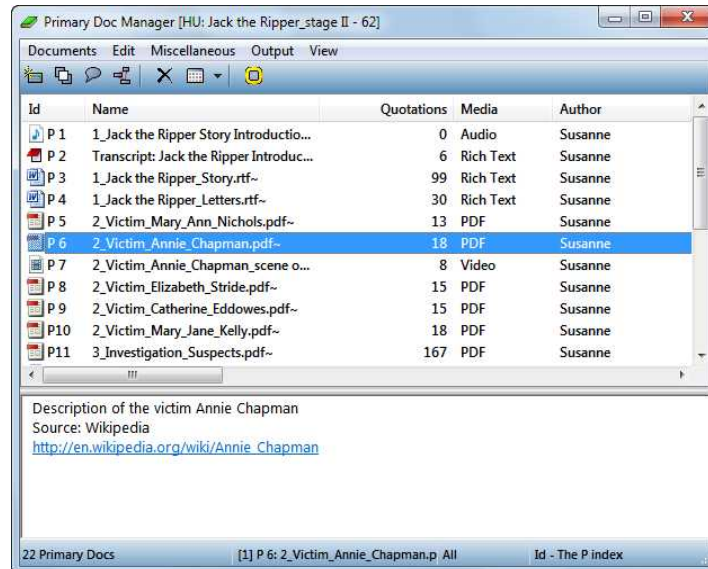 Primary Doc Manager [HU: Jack the Ripper_stage II - 62]
Documents Edit Miscellaneous Output View
Id Name Quotations Media Author
P 1 1_Jack the Ripper Story Introductio... 0 Audio Susanne
P 2 Transcript: Jack the Ripper Introduc... 6 Rich Text Susanne
P 3 1_Jack the Ripper_Story.rtf~ 99 Rich Text Susanne
P 4 1_Jack the Ripper_Letters.rtf~ 30 Rich Text Susanne
P 5 2_Victim_Mary_Ann_Nichols.pdf~ 13 PDF Susanne
P 6 2_Victim_Annie_Chapman.pdf~ 18 PDF Susanne
P 7 2_Victim_Annie_Chapman_scene o... 8 Video Susanne
P 8 2_Victim_Elizabeth_Stride.pdf~ 15 PDF Susanne
P 9 2_Victim_Catherine_Eddowes.pdf~ 15 PDF Susanne
P10 2_Victim_Mary_Jane_Kelly.pdf~ 18 PDF Susanne
P11 3_Investigation_Suspects.pdf~ 167 PDF Susanne
Description of the victim Annie Chapman
Source: Wikipedia
http://en.wikipedia.org/wiki/Annie_Chapman
22 Primary Docs [1] P 6: 2_Victim_Annie_Chapman.p All Id - The P index